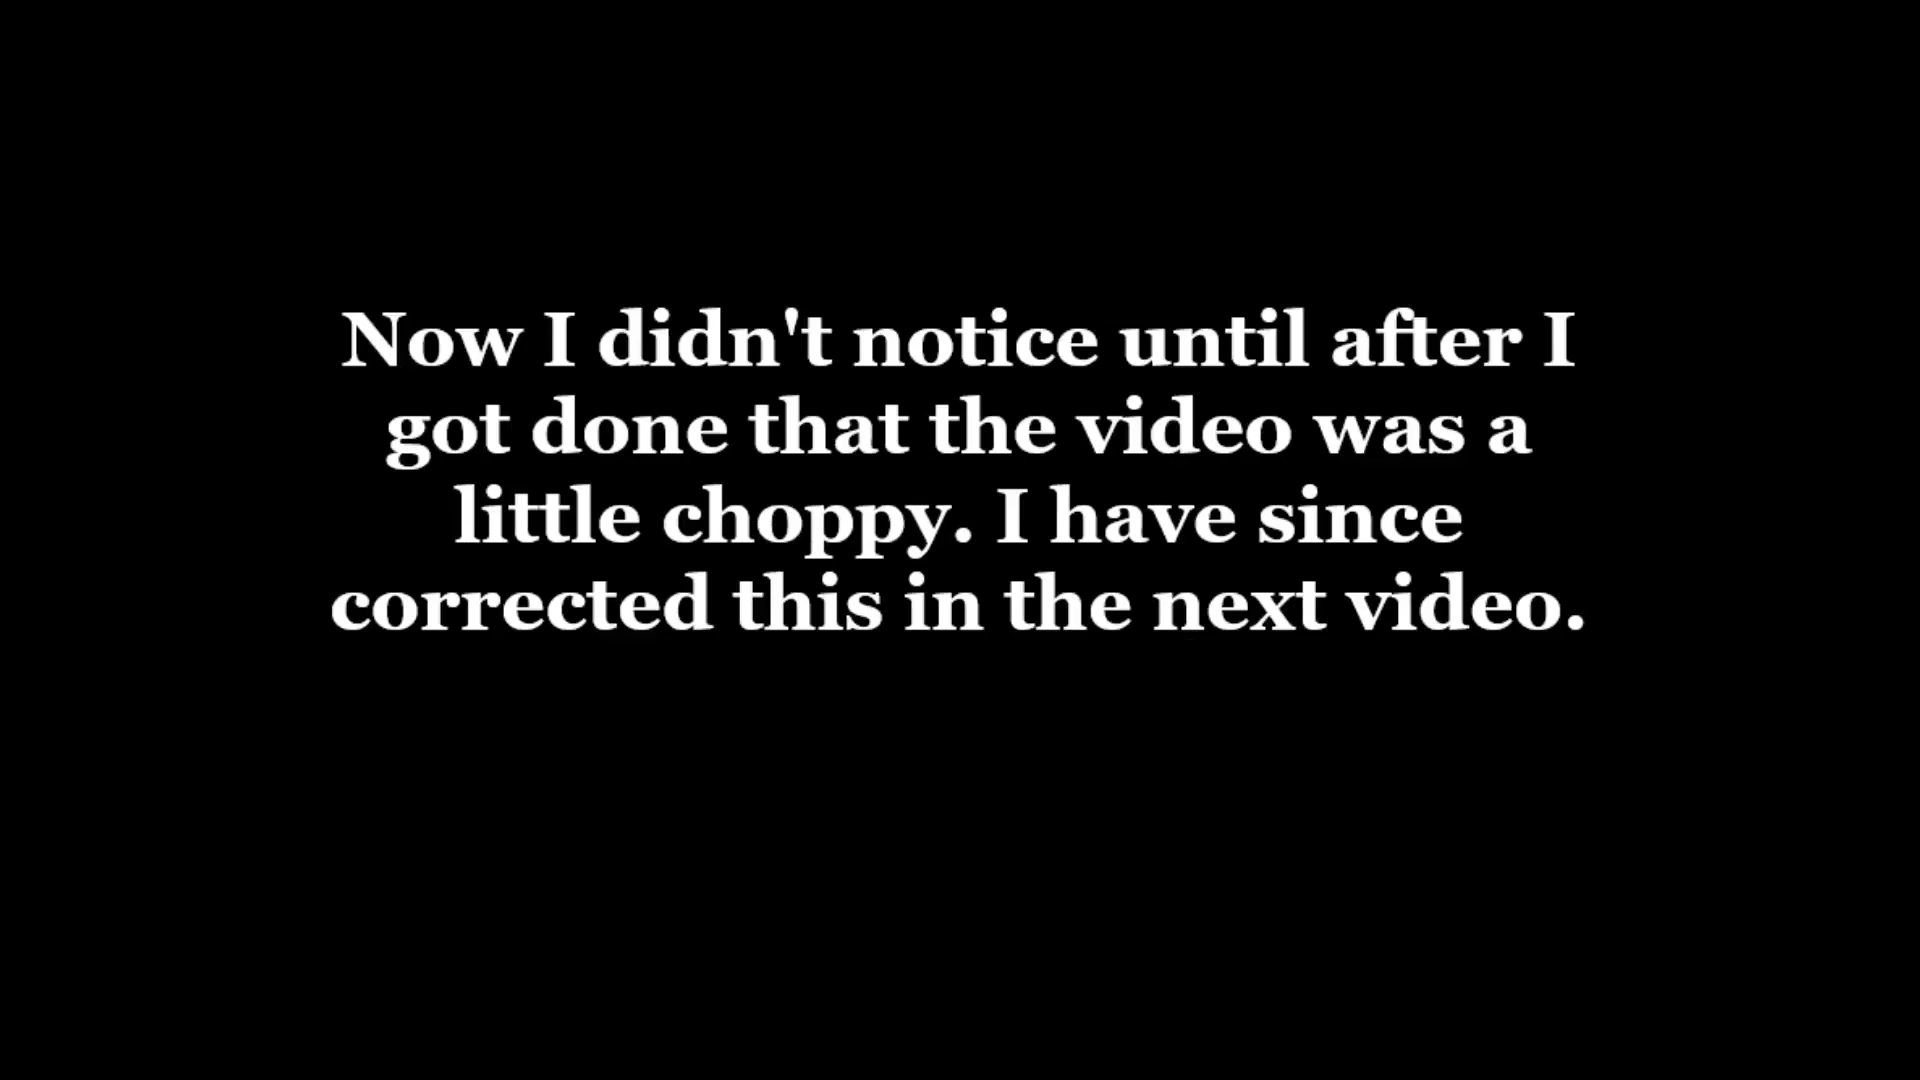 Now I didn't notice until after I
got done that the video was a
little choppy. I have since
corrected this in the next video.